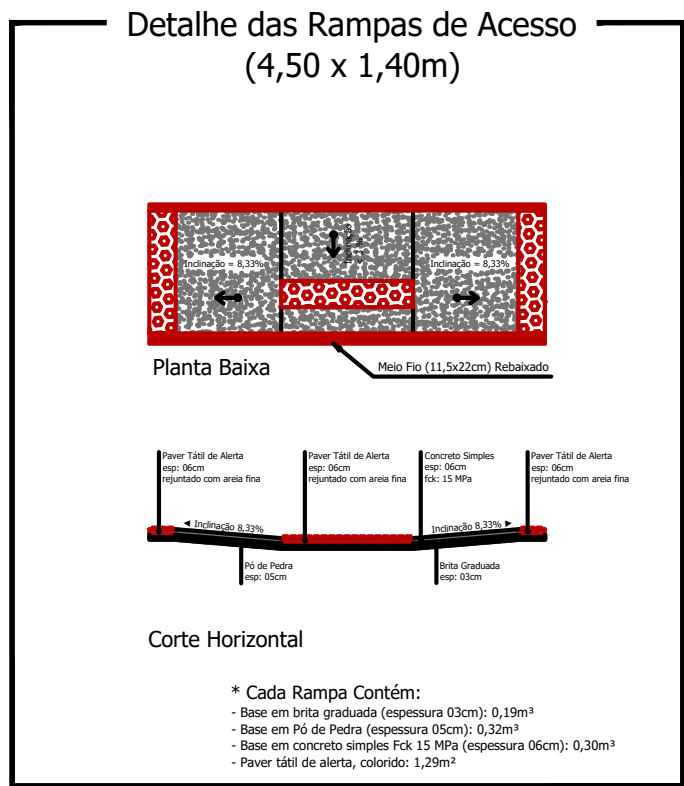 Detalhe das Rampas de Acesso
(4,50 x 1,40m)
Inclinação = 8,33%
Inclinação
Inclinação = 8,33%
Planta Baixa
Meio Fio (11,5x22cm) Rebaixado
Paver Tátil de Alerta
esp: 06cm
rejuntado com areia fina
Paver Tátil de Alerta
esp: 06cm
rejuntado com areia fina
Concreto Simples
esp: 06cm
fck: 15 MPa
Paver Tátil de Alerta
esp: 06cm
rejuntado com areia fina
Inclinação 8,33%
Inclinação 8,33%
Pó de Pedra
esp: 05cm
Brita Graduada
esp: 03cm
Corte Horizontal
* Cada Rampa Contém:
- Base em brita graduada (espessura 03cm): 0,19m³
- Base em Pó de Pedra (espessura 05cm): 0,32m³
- Base em concreto simples Fck 15 MPa (espessura 06cm): 0,30m³
- Paver tátil de alerta, colorido: 1,29m²